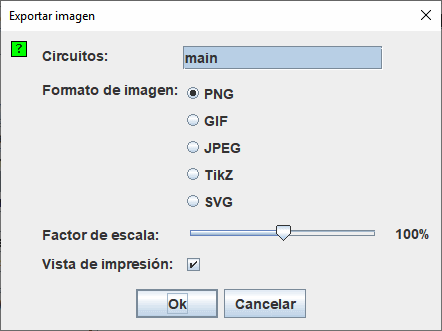 Exportar imagen
?
Circuitos: main
Formato de imagen: PNG
GIF
JPEG
TikZ
SVG
Factor de escala: 100%
Vista de impresión:
Ok Cancelar